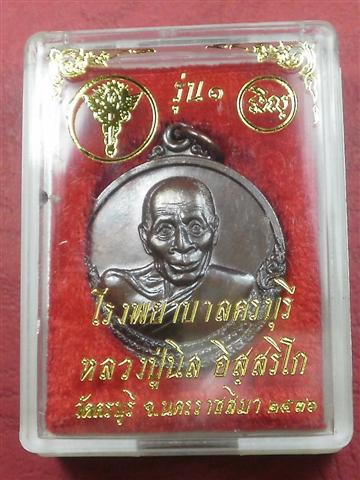 รุ่น ๑
โรงพยาบาลครบุรี
หลวงปู่นิล อิสฺสริโก
วัดครบุรี จ.นครราชสีมา ๒๕๓๖